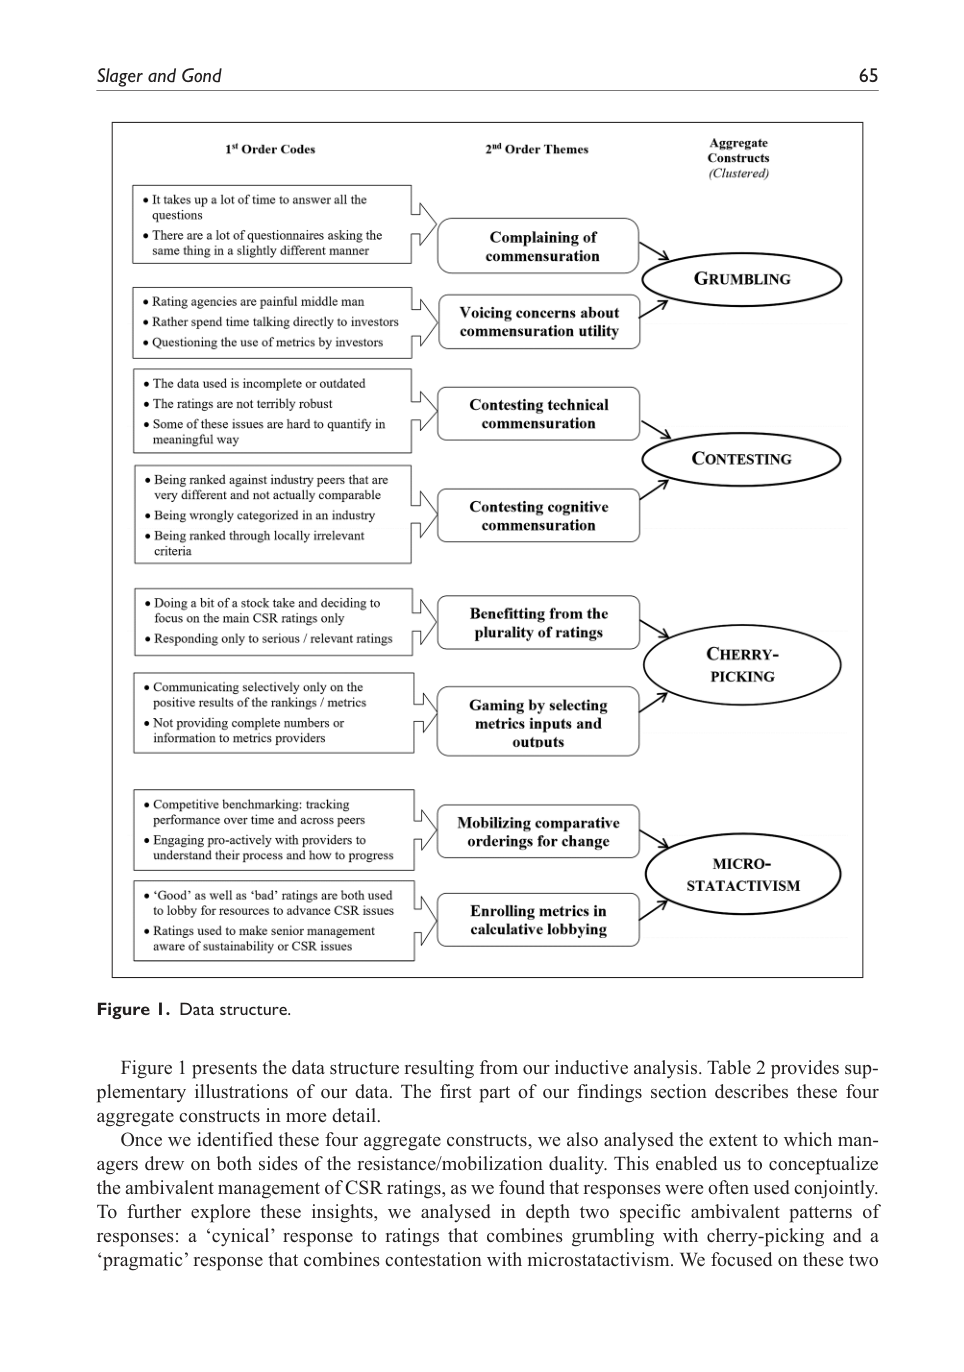 Slager and Gond 65
1st Order Codes
2nd Order Themes
Aggregate
Constructs
(Clustered)
• It takes up a lot of time to answer all the
questions
• There are a lot of questionnaires asking the
same thing in a slightly different manner
Complaining of
commensuration
GRUMBLING
• Rating agencies are painful middle man
• Rather spend time talking directly to investors
• Questioning the use of metrics by investors
Voicing concerns about
commensuration utility
• The data used is incomplete or outdated
• The ratings are not terribly robust
• Some of these issues are hard to quantify in
meaningful way
Contesting technical
commensuration
CONTESTING
• Being ranked against industry peers that are
very different and not actually comparable
• Being wrongly categorized in an industry
• Being ranked through locally irrelevant
criteria
Contesting cognitive
commensuration
• Doing a bit of a stock take and deciding to
focus on the main CSR ratings only
• Responding only to serious / relevant ratings
Benefitting from the
plurality of ratings
CHERRY-
PICKING
• Communicating selectively only on the
positive results of the rankings / metrics
• Not providing complete numbers or
information to metrics providers
Gaming by selecting
metrics inputs and
outputs
• Competitive benchmarking: tracking
performance over time and across peers
• Engaging pro-actively with providers to
understand their process and how to progress
Mobilizing comparative
orderings for change
MICRO-
STATACTIVISM
• ‘Good’ as well as ‘bad’ ratings are both used
to lobby for resources to advance CSR issues
• Ratings used to make senior management
aware of sustainability or CSR issues
Enrolling metrics in
calculative lobbying
Figure 1. Data structure.
Figure 1 presents the data structure resulting from our inductive analysis. Table 2 provides sup-
plementary illustrations of our data. The first part of our findings section describes these four
aggregate constructs in more detail.
Once we identified these four aggregate constructs, we also analysed the extent to which man-
agers drew on both sides of the resistance/mobilization duality. This enabled us to conceptualize
the ambivalent management of CSR ratings, as we found that responses were often used conjointly.
To further explore these insights, we analysed in depth two specific ambivalent patterns of
responses: a ‘cynical’ response to ratings that combines grumbling with cherry-picking and a
‘pragmatic’ response that combines contestation with microstatactivism. We focused on these two